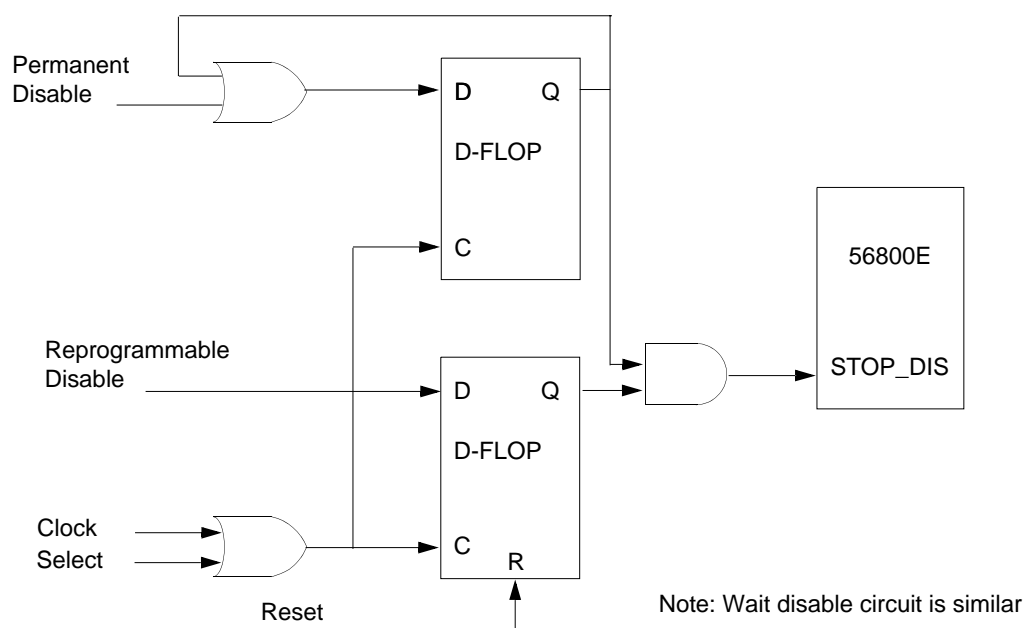 Permanent
Disable
D
Q
D-FLOP
C
56800E
STOP_DIS
Reprogrammable
Disable
D
Q
D-FLOP
C
R
Clock
Select
Reset
Note: Wait disable circuit is similar